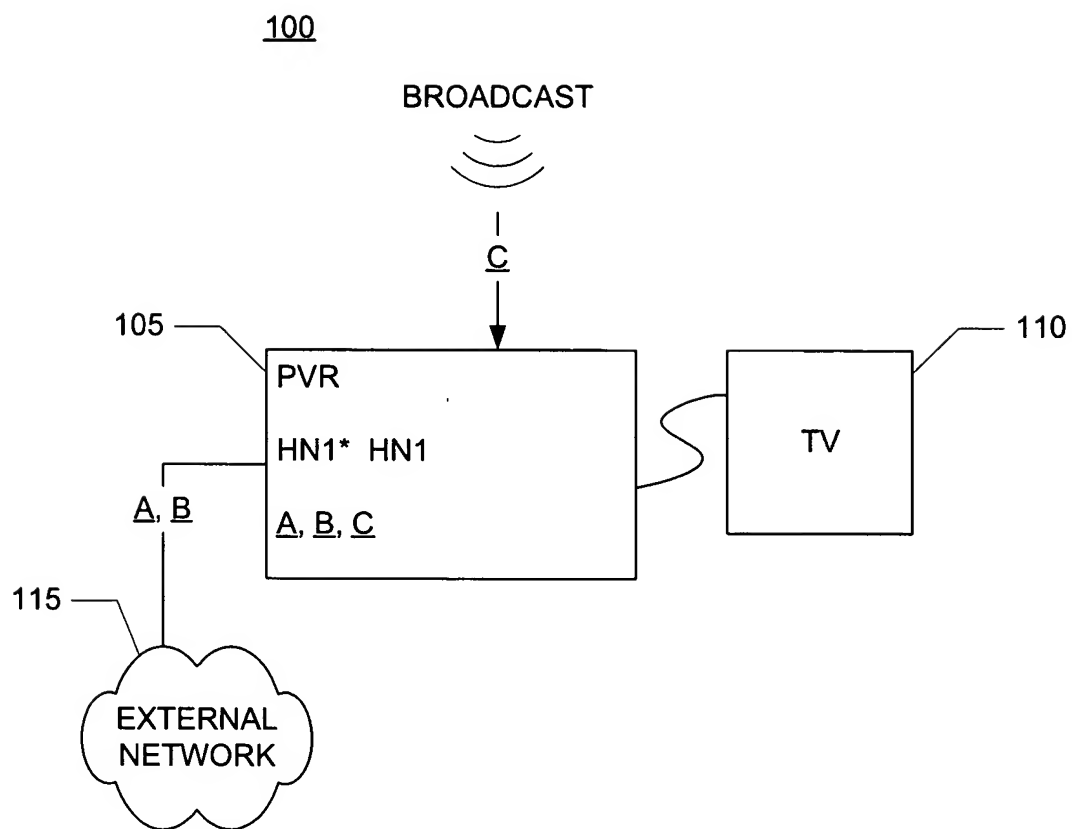 100
BROADCAST
C
105
110
PVR
TV
HN1* HN1
A, B
A, B, C
115
EXTERNAL
NETWORK